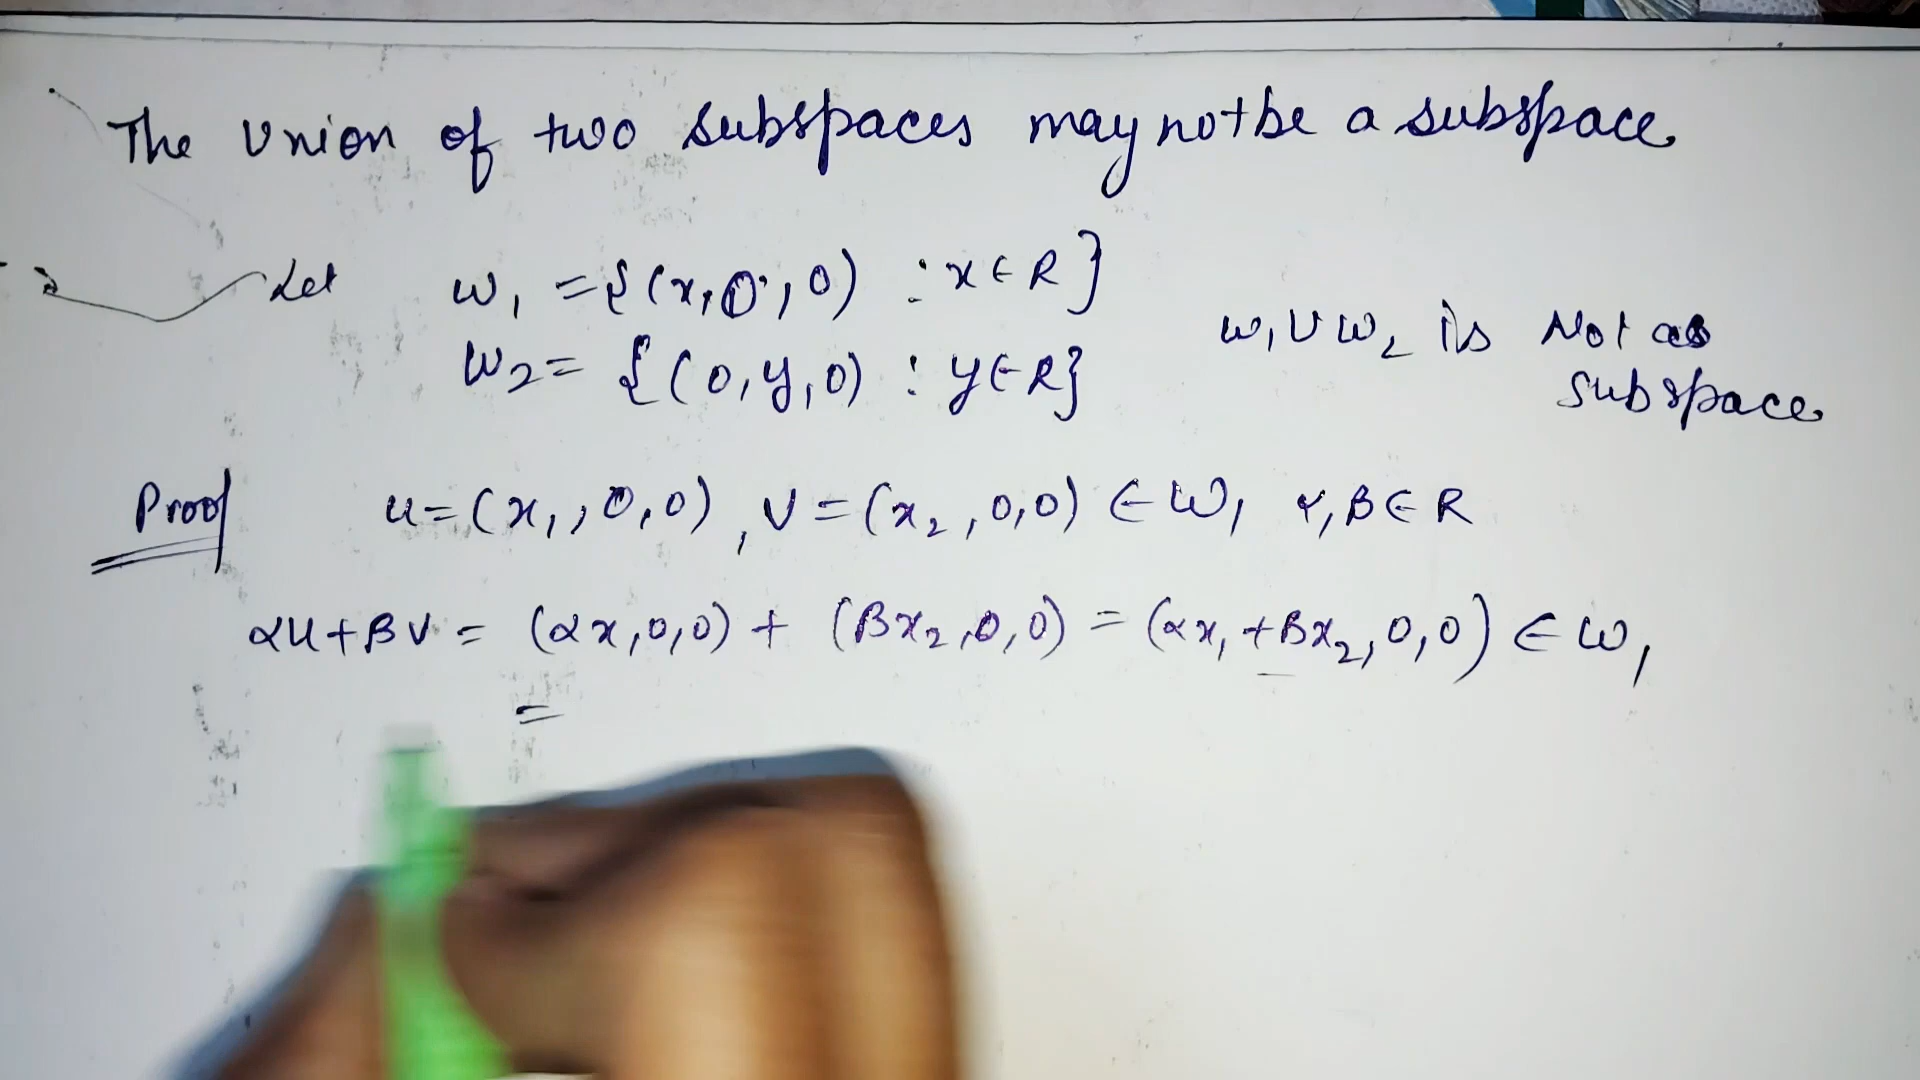 The Union of two subspaces may not be a subspace
Let W₁ = {(x, 0, 0) : x ∈ R}
W₂ = {(0, y, 0) : y ∈ R}
W₁ ∪ W₂ is Not as
subspace
Proof u = (x₁, 0, 0), v = (x₂, 0, 0) ∈ W₁ α, β ∈ R
αu + βv = (αx, 0, 0) + (βx₂, 0, 0) = (αx₁ + βx₂, 0, 0) ∈ W₁
=